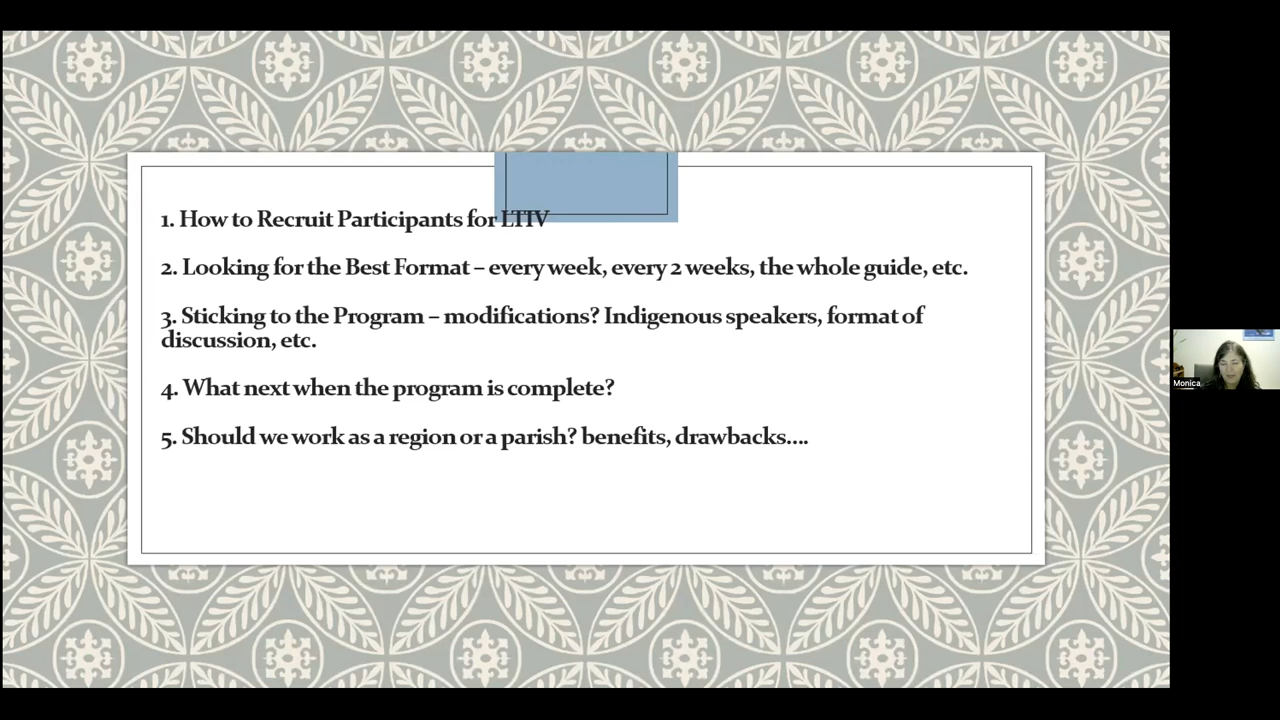 1. How to Recruit Participants for LTIV
2. Looking for the Best Format – every week, every 2 weeks, the whole guide, etc.
3. Sticking to the Program – modifications? Indigenous speakers, format of
discussion, etc.
4. What next when the program is complete?
5. Should we work as a region or a parish? benefits, drawbacks....
Monica